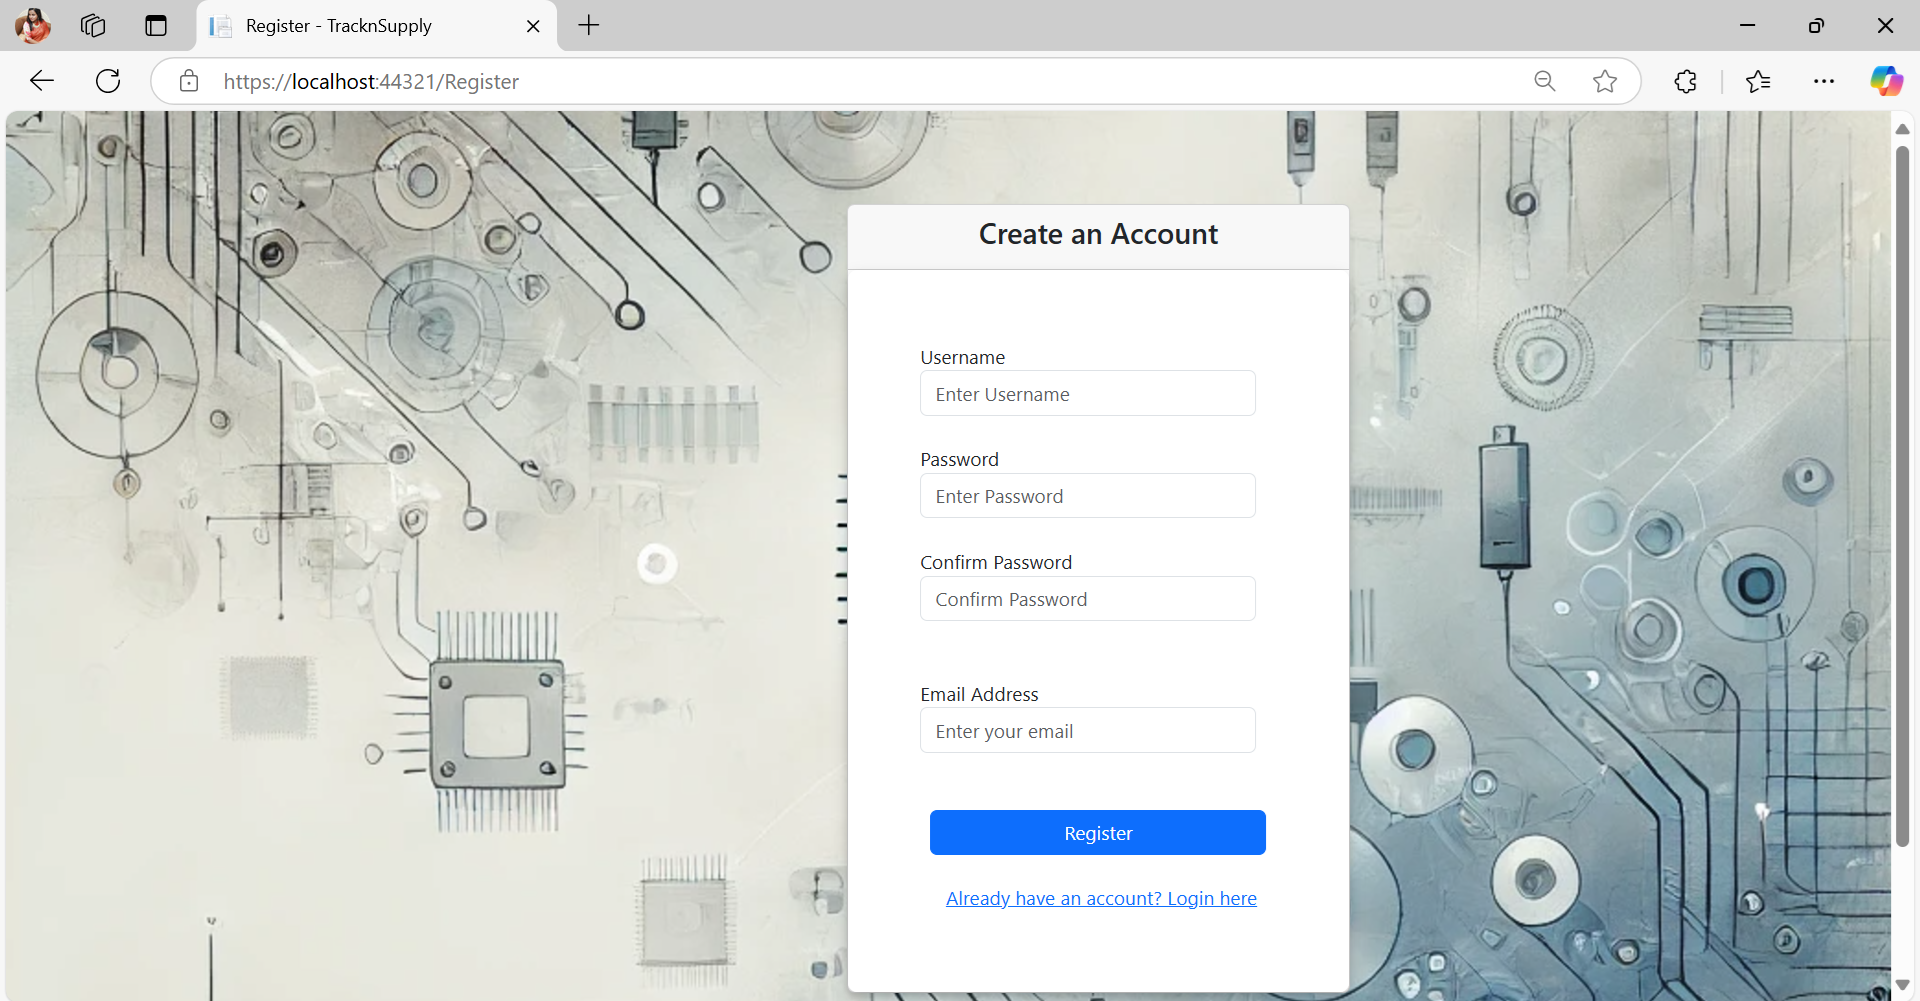 Register - TracknSupply
https://localhost:44321/Register
Create an Account
Username
Enter Username
Password
Enter Password
Confirm Password
Confirm Password
Email Address
Enter your email
Register
Already have an account? Login here